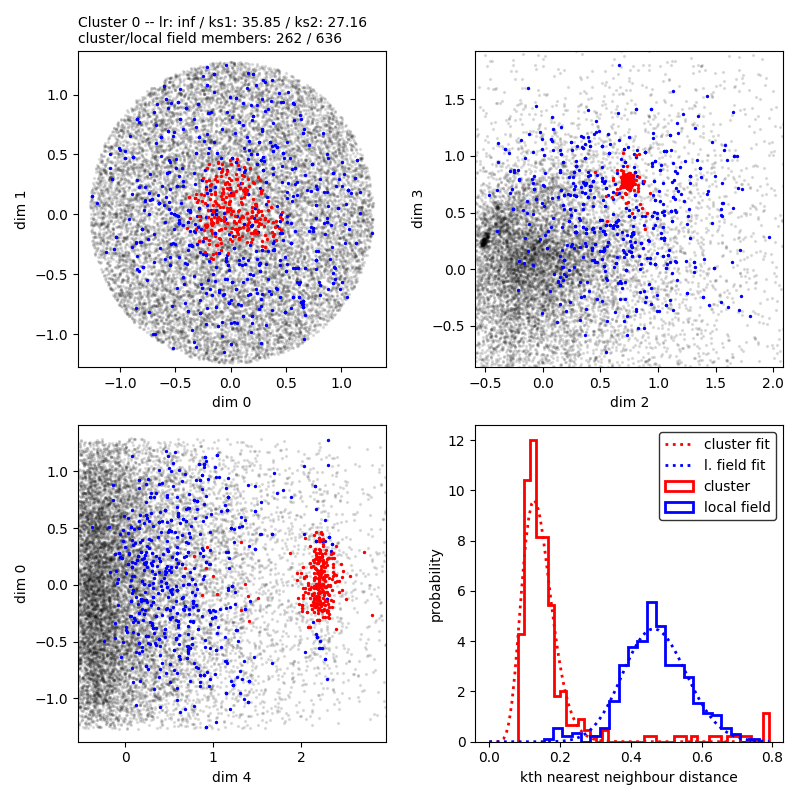 Cluster 0 -- lr: inf / ks1: 35.85 / ks2: 27.16
cluster/local field members: 262 / 636
1.0
0.5
0.0
−0.5
−1.0
dim 1
−1.0 −0.5 0.0 0.5 1.0
dim 0
1.5
1.0
0.5
0.0
−0.5
dim 3
−0.5 0.0 0.5 1.0 1.5 2.0
dim 2
1.0
0.5
0.0
−0.5
−1.0
dim 0
0 1 2
dim 4
12
10
8
6
4
2
0
probability
cluster fit
l. field fit
cluster
local field
0.0 0.2 0.4 0.6 0.8
kth nearest neighbour distance